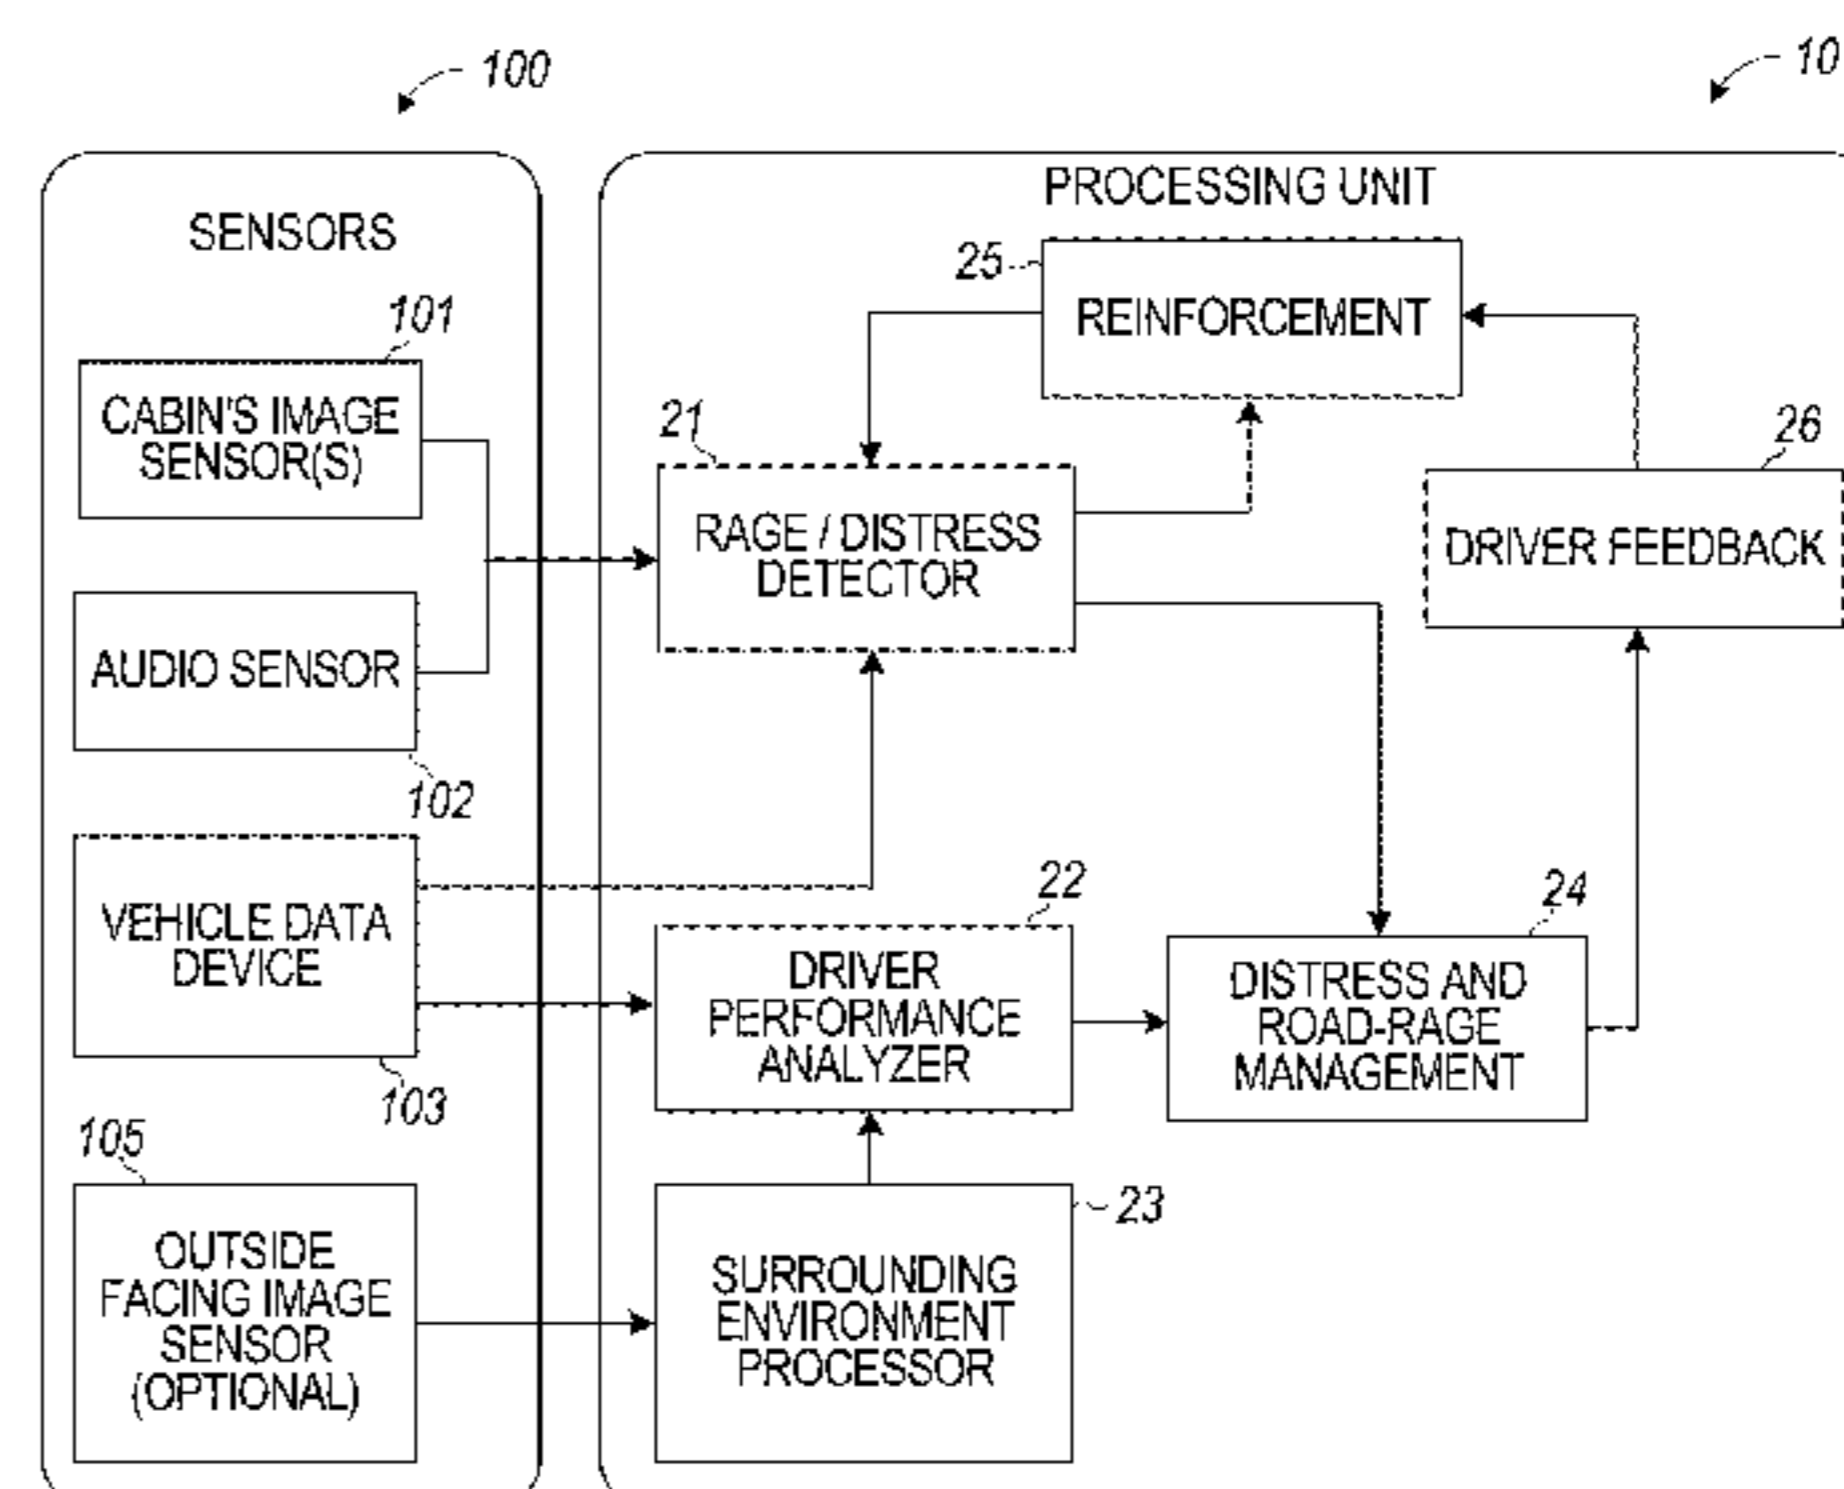 100
10
SENSORS
PROCESSING UNIT
101
CABIN'S IMAGE
SENSOR(S)
AUDIO SENSOR
102
VEHICLE DATA
DEVICE
103
105
OUTSIDE
FACING IMAGE
SENSOR
(OPTIONAL)
25
REINFORCEMENT
21
RAGE / DISTRESS
DETECTOR
26
DRIVER FEEDBACK
22
DRIVER
PERFORMANCE
ANALYZER
24
DISTRESS AND
ROAD-RAGE
MANAGEMENT
23
SURROUNDING
ENVIRONMENT
PROCESSOR